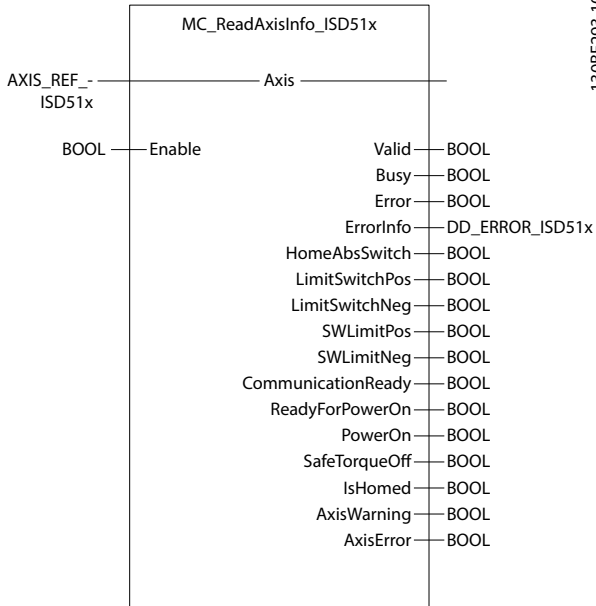 MC_ReadAxisInfo_ISD51x
AXIS_REF_-
ISD51x
Axis
BOOL Enable Valid BOOL
Busy BOOL
Error BOOL
ErrorInfo DD_ERROR_ISD51x
HomeAbsSwitch BOOL
LimitSwitchPos BOOL
LimitSwitchNeg BOOL
SWLimitPos BOOL
SWLimitNeg BOOL
CommunicationReady BOOL
ReadyForPowerOn BOOL
PowerOn BOOL
SafeTorqueOff BOOL
IsHomed BOOL
AxisWarning BOOL
AxisError BOOL